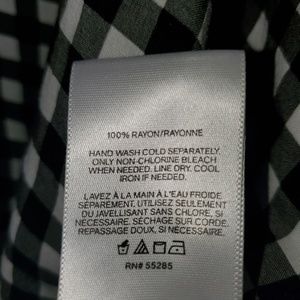 100% RAYON/RAYONNE
HAND WASH COLD SEPARATELY.
ONLY NON-CHLORINE BLEACH
WHEN NEEDED. LINE DRY. COOL
IRON IF NEEDED.
LAVEZ À LA MAIN À L'EAU FROIDE
SÉPARÉMENT. UTILISEZ SEULEMENT
DU JAVELLISANT SANS CHLORE, SI
NÉCESSAIRE. SÉCHAGE SUR CORDE.
REPASSAGE DOUX, SI NÉCESSAIRE.
RN# 55285